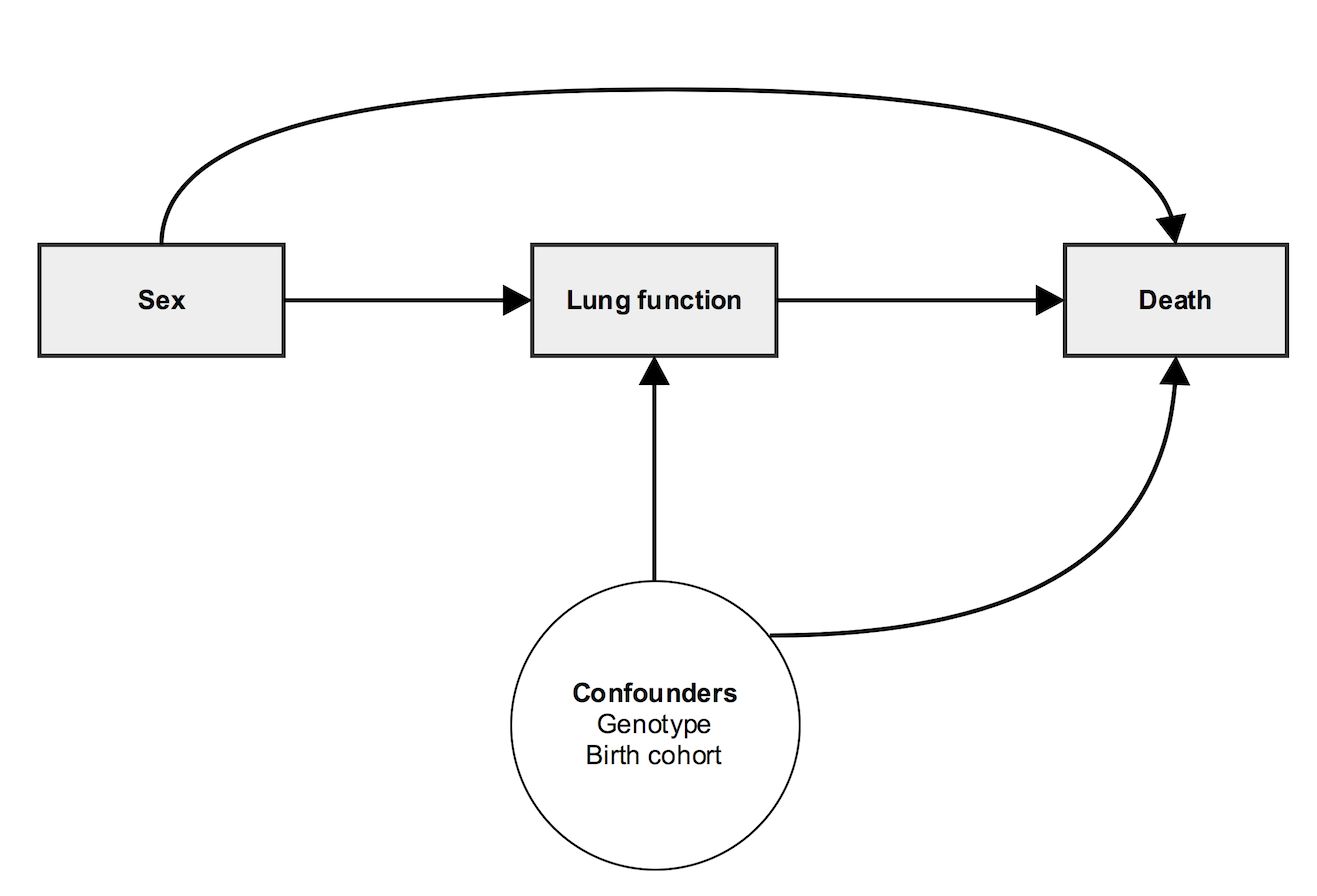 Sex
Lung function
Death
Confounders
Genotype
Birth cohort